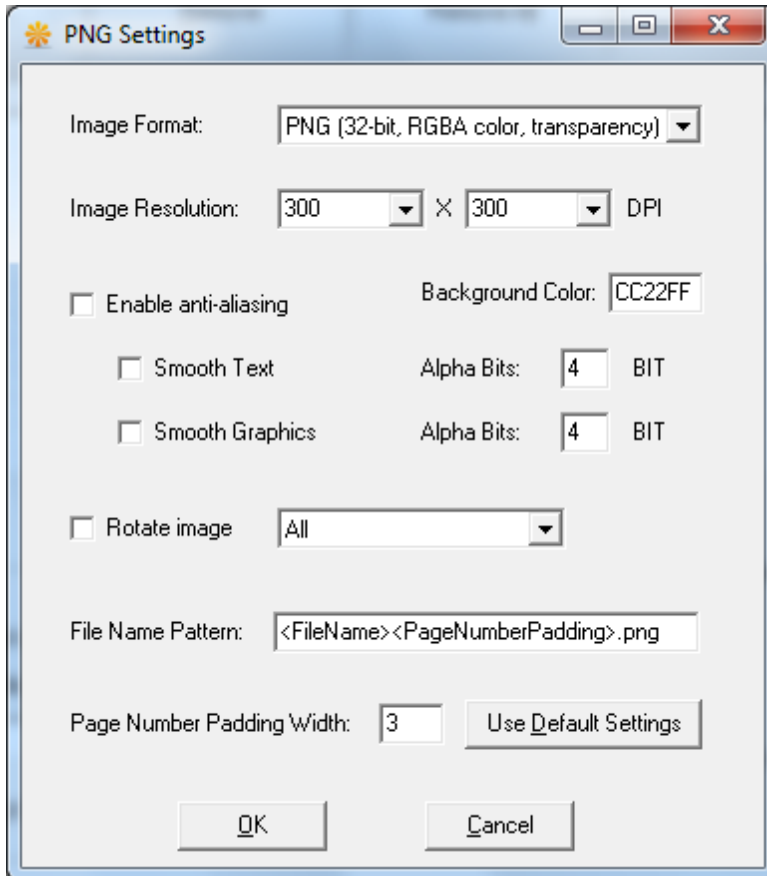 PNG Settings
Image Format: PNG (32-bit, RGBA color, transparency)
Image Resolution: 300 X 300 DPI
Enable anti-aliasing Background Color: CC22FF
Smooth Text Alpha Bits: 4 BIT
Smooth Graphics Alpha Bits: 4 BIT
Rotate image All
File Name Pattern: <FileName><PageNumberPadding>.png
Page Number Padding Width: 3 Use Default Settings
OK Cancel